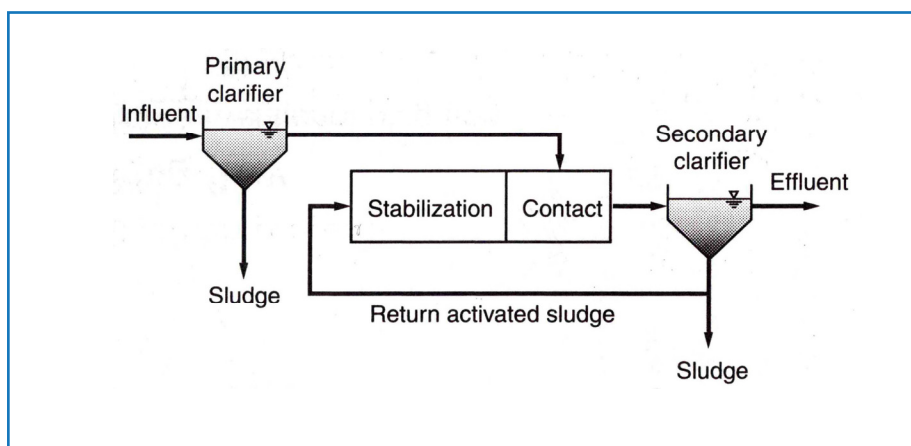 Primary
clarifier
Influent
Secondary
clarifier
Effluent
Stabilization
Contact
Sludge
Return activated sludge
Sludge